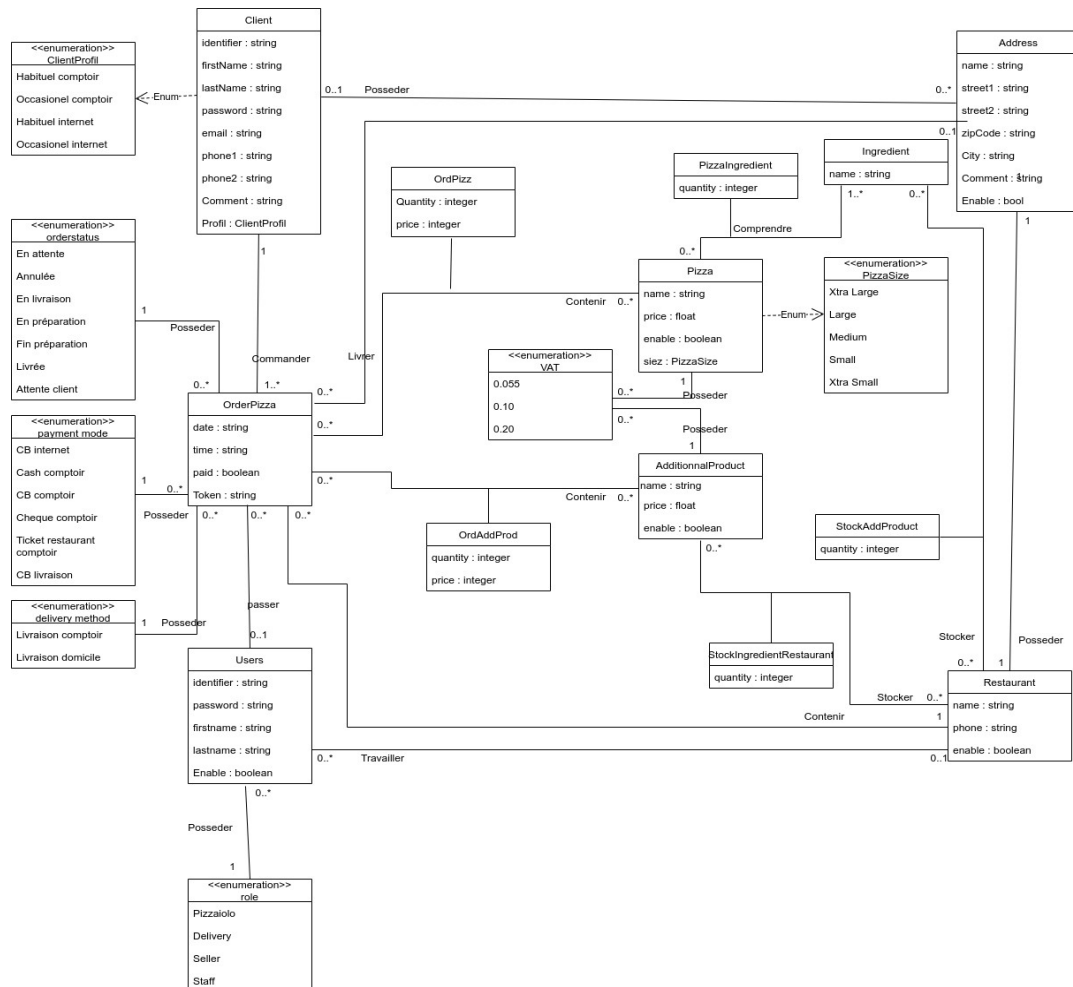 Client
identifier : string
firstName : string
lastName : string
password : string
email : string
phone1 : string
phone2 : string
Comment : string
Profil : ClientProfil
<<enumeration>>
ClientProfil
Habituel comptoir
Occasionel comptoir
Habituel internet
Occasionel internet
Enum
0..1
Posseder
0..*
Address
name : string
street1 : string
street2 : string
zipCode : string
City : string
Comment : string
Enable : bool
1
1
0..1
Ingredient
name : string
1..*
0..*
PizzaIngredient
quantity : integer
Comprendre
0..*
OrdPizz
Quantity : integer
price : integer
<<enumeration>>
orderstatus
En attente
Annulée
En livraison
En préparation
Fin préparation
Livrée
Attente client
1
Posseder
0..*
1
Commander
1..*
Livrer
0..*
Pizza
name : string
price : float
enable : boolean
siez : PizzaSize
Contenir
0..*
Enum
<<enumeration>>
PizzaSize
Xtra Large
Large
Medium
Small
Xtra Small
<<enumeration>>
VAT
0.055
0.10
0.20
1
Posseder
0..*
0..*
Posseder
1
OrderPizza
date : string
time : string
paid : boolean
Token : string
0..*
0..*
<<enumeration>>
payment mode
CB internet
Cash comptoir
CB comptoir
Cheque comptoir
Ticket restaurant
comptoir
CB livraison
1
0..*
Posseder
0..*
0..*
0..*
AdditionnalProduct
name : string
price : float
enable : boolean
Contenir
0..*
0..*
OrdAddProd
quantity : integer
price : integer
StockAddProduct
quantity : integer
<<enumeration>>
delivery method
Livraison comptoir
Livraison domicile
1
Posseder
passer
0..1
Users
identifier : string
password : string
firstname : string
lastname : string
Enable : boolean
StockIngredientRestaurant
quantity : integer
Stocker
0..*
Posseder
1
Restaurant
name : string
phone : string
enable : boolean
Stocker
0..*
Contenir
1
0..*
Travailler
0..1
0..*
Posseder
1
<<enumeration>>
role
Pizzaiolo
Delivery
Seller
Staff